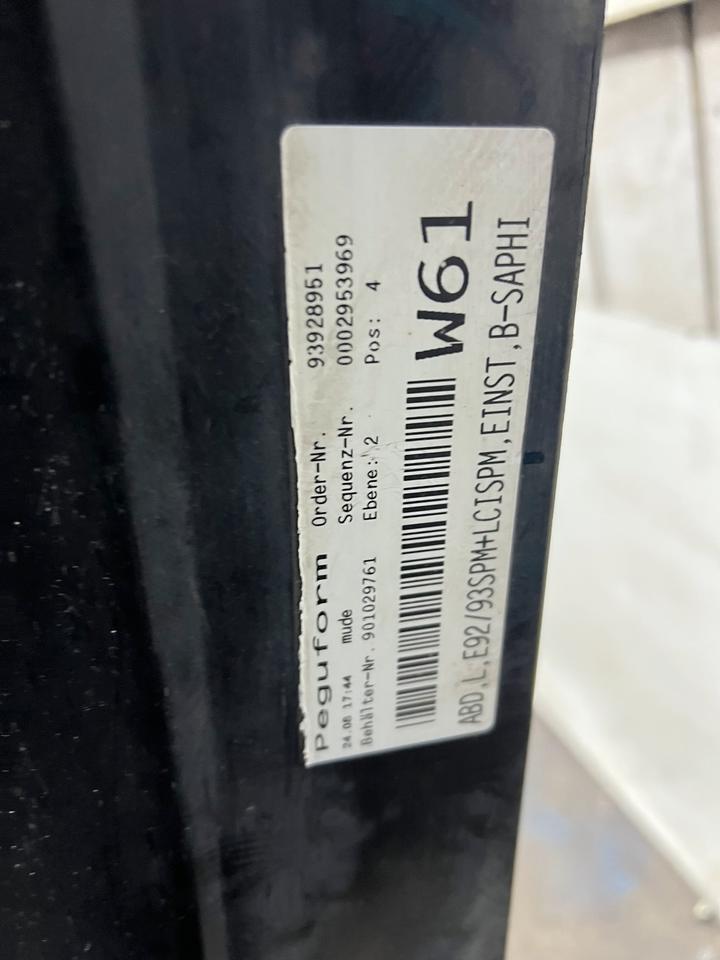 Peguform Order-Nr. 93928951
24.06 17:44 mude Sequenz-Nr. 0002953969
Behälter-Nr. 901029761 Ebene: 2 Pos: 4
W61
ABD,L,E92/93SPM+LCISPM,EINST,B-SAPHI